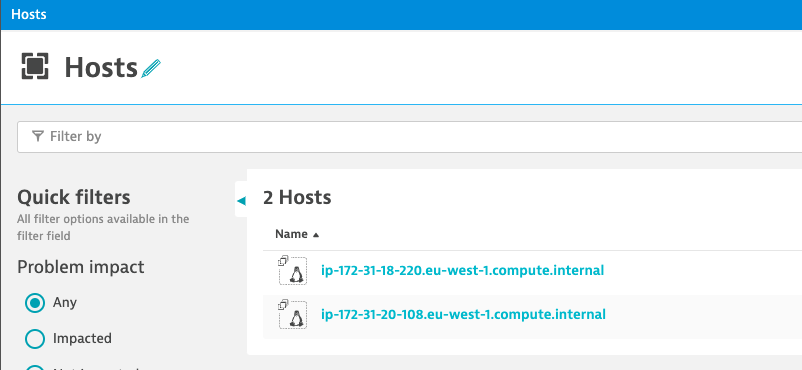 Hosts
Hosts
Filter by
Quick filters
All filter options available in the
filter field
Problem impact
Any
Impacted
2 Hosts
Name
ip-172-31-18-220.eu-west-1.compute.internal
ip-172-31-20-108.eu-west-1.compute.internal